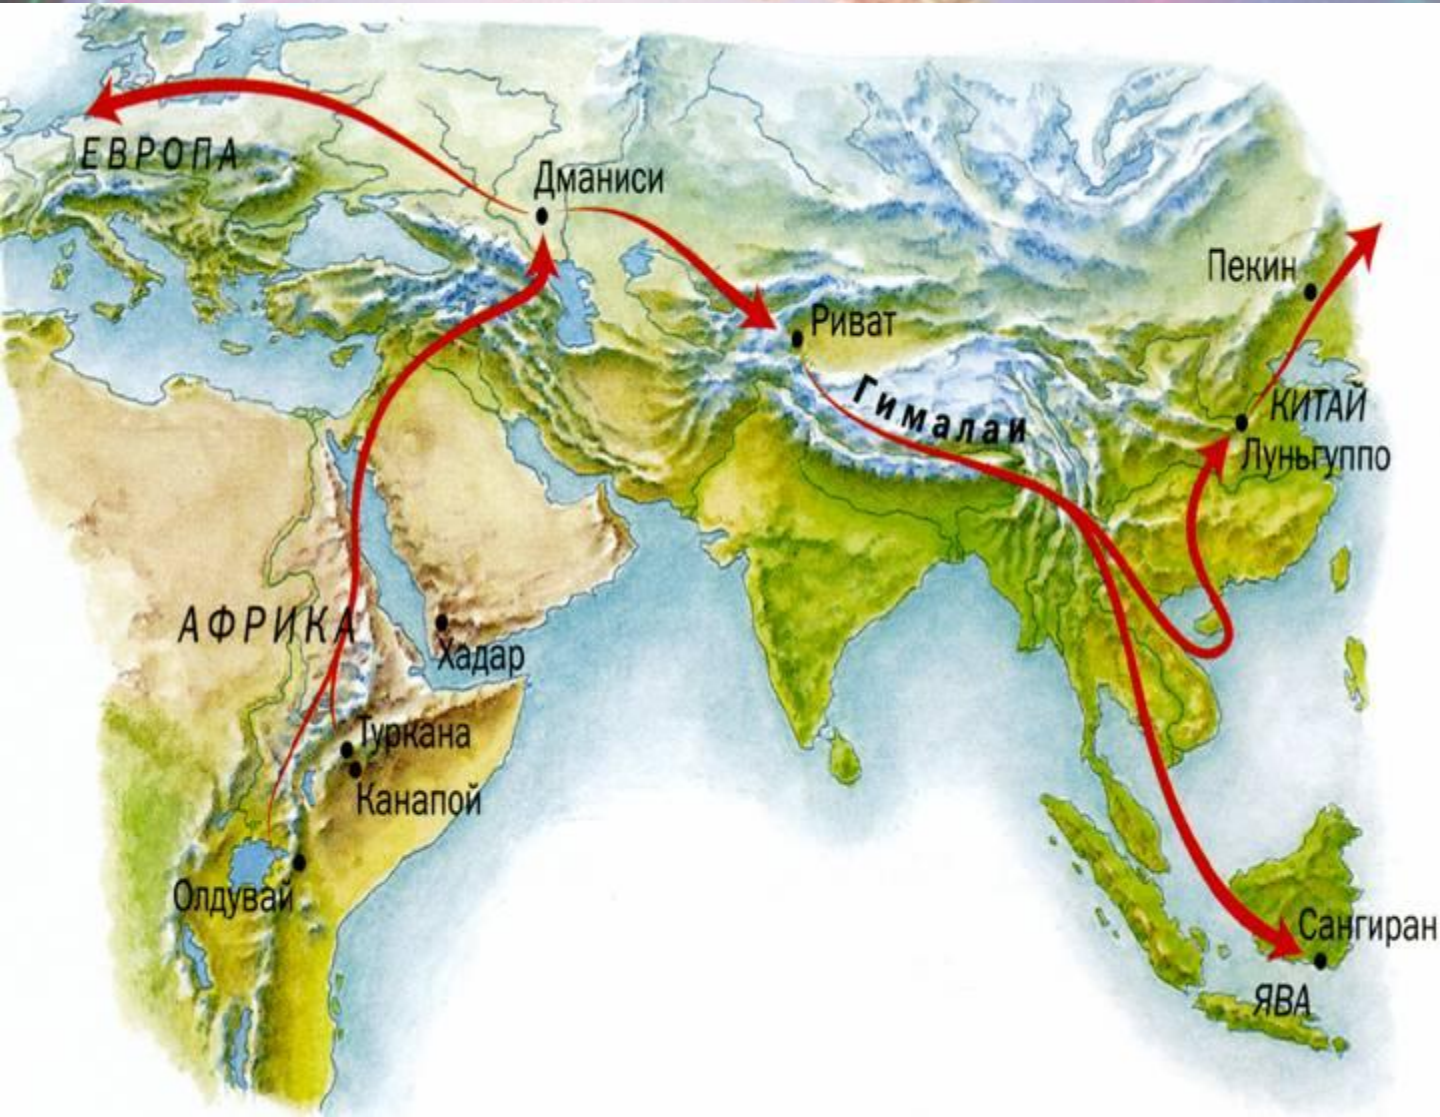 ЕВРОПА
Дманиси
Пекин
Риват
Гималаи
КИТАЙ
Луньгуппо
АФРИКА
Хадар
Туркана
Канапой
Олдувай
Сангиран
ЯВА